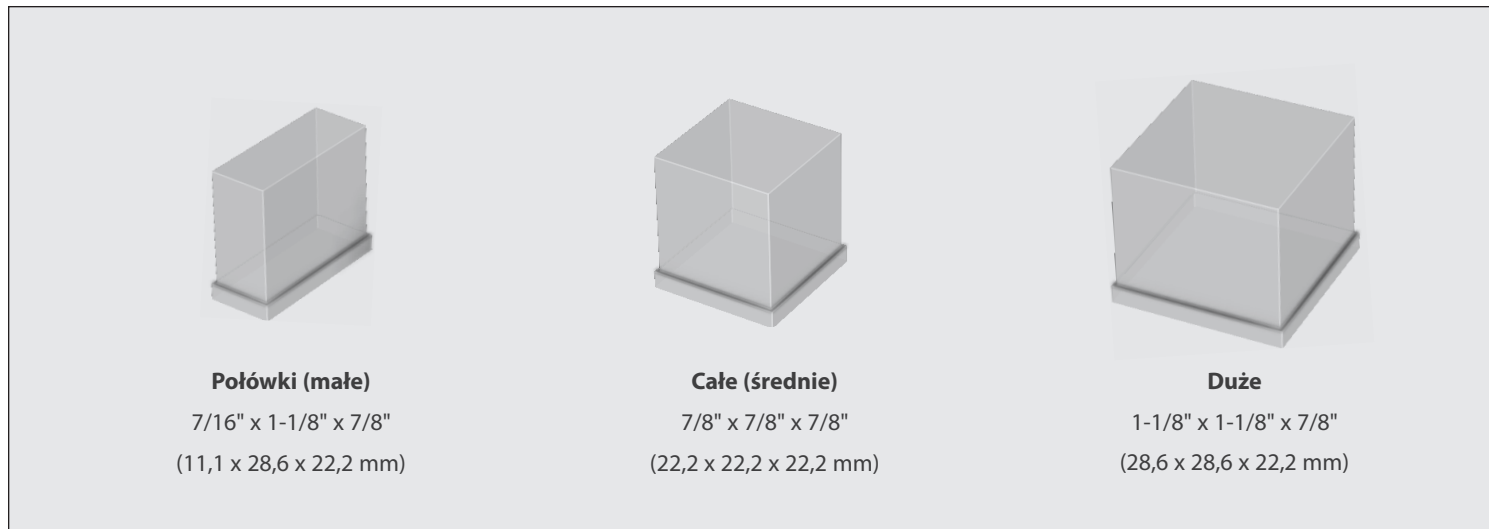 Połówki (małe)
7/16" x 1-1/8" x 7/8"
(11,1 x 28,6 x 22,2 mm)
Całe (średnie)
7/8" x 7/8" x 7/8"
(22,2 x 22,2 x 22,2 mm)
Duże
1-1/8" x 1-1/8" x 7/8"
(28,6 x 28,6 x 22,2 mm)